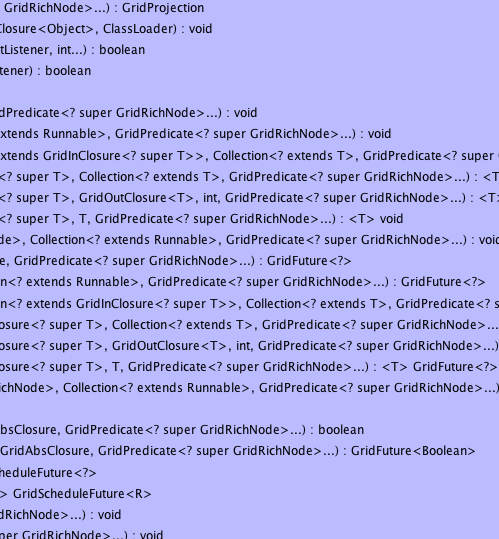 GridRichNode>...) : GridProjection
Closure<Object>, ClassLoader) : void
tListener, int...) : boolean
tener) : boolean
dPredicate<? super GridRichNode>...) : void
extends Runnable>, GridPredicate<? super GridRichNode>...) : void
extends GridInClosure<? super T>>, Collection<? extends T>, GridPredicate<? super
<? super T>, Collection<? extends T>, GridPredicate<? super GridRichNode>...) : <T
<? super T>, GridOutClosure<T>, int, GridPredicate<? super GridRichNode>...) : <T>
<? super T>, T, GridPredicate<? super GridRichNode>...) : <T> void
de>, Collection<? extends Runnable>, GridPredicate<? super GridRichNode>...) : void
e, GridPredicate<? super GridRichNode>...) : GridFuture<?>
n<? extends Runnable>, GridPredicate<? super GridRichNode>...) : GridFuture<?>
n<? extends GridInClosure<? super T>>, Collection<? extends T>, GridPredicate<? s
osure<? super T>, Collection<? extends T>, GridPredicate<? super GridRichNode>...
osure<? super T>, GridOutClosure<T>, int, GridPredicate<? super GridRichNode>...)
osure<? super T>, T, GridPredicate<? super GridRichNode>...) : <T> GridFuture<?>
ichNode>, Collection<? extends Runnable>, GridPredicate<? super GridRichNode>...)
bsClosure, GridPredicate<? super GridRichNode>...) : boolean
GridAbsClosure, GridPredicate<? super GridRichNode>...) : GridFuture<Boolean>
heduleFuture<?>
> GridScheduleFuture<R>
dRichNode>...) : void
per GridRichNode>...) : void